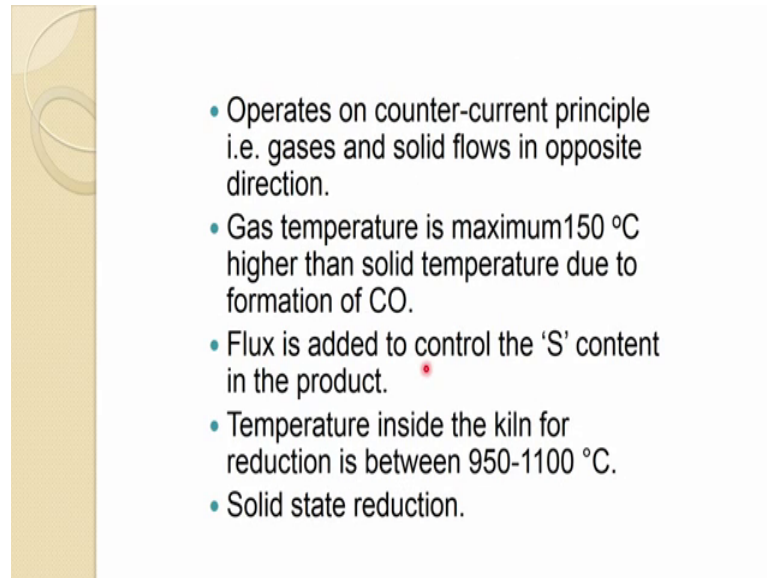 • Operates on counter-current principle
i.e. gases and solid flows in opposite
direction.
• Gas temperature is maximum150 ºC
higher than solid temperature due to
formation of CO.
• Flux is added to control the ‘S’ content
in the product.
• Temperature inside the kiln for
reduction is between 950-1100 °C.
• Solid state reduction.